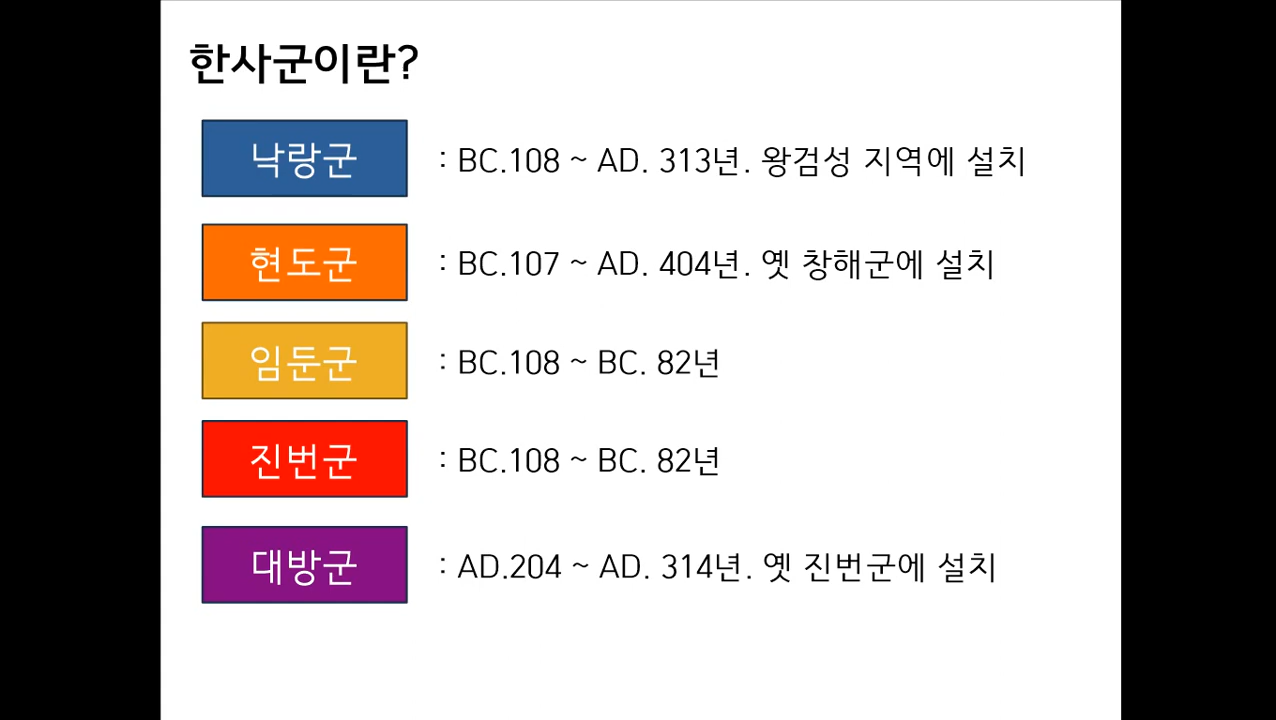 한사군이란?
낙랑군 : BC.108 ~ AD. 313년. 왕검성 지역에 설치
현도군 : BC.107 ~ AD. 404년. 옛 창해군에 설치
임둔군 : BC.108 ~ BC. 82년
진번군 : BC.108 ~ BC. 82년
대방군 : AD.204 ~ AD. 314년. 옛 진번군에 설치